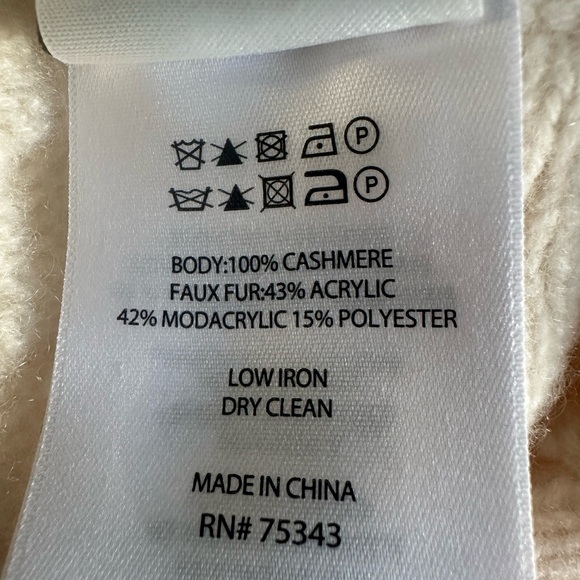 P
P
BODY:100% CASHMERE
FAUX FUR:43% ACRYLIC
42% MODACRYLIC 15% POLYESTER
LOW IRON
DRY CLEAN
MADE IN CHINA
RN# 75343